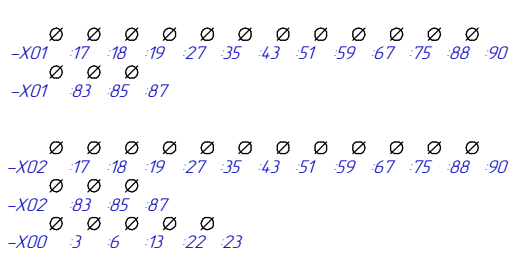 -X01 :17 :18 :19 :27 :35 :43 :51 :59 :67 :75 :88 :90
-X01 :83 :85 :87
-X02 :17 :18 :19 :27 :35 :43 :51 :59 :67 :75 :88 :90
-X02 :83 :85 :87
-X00 :3 :6 :13 :22 :23